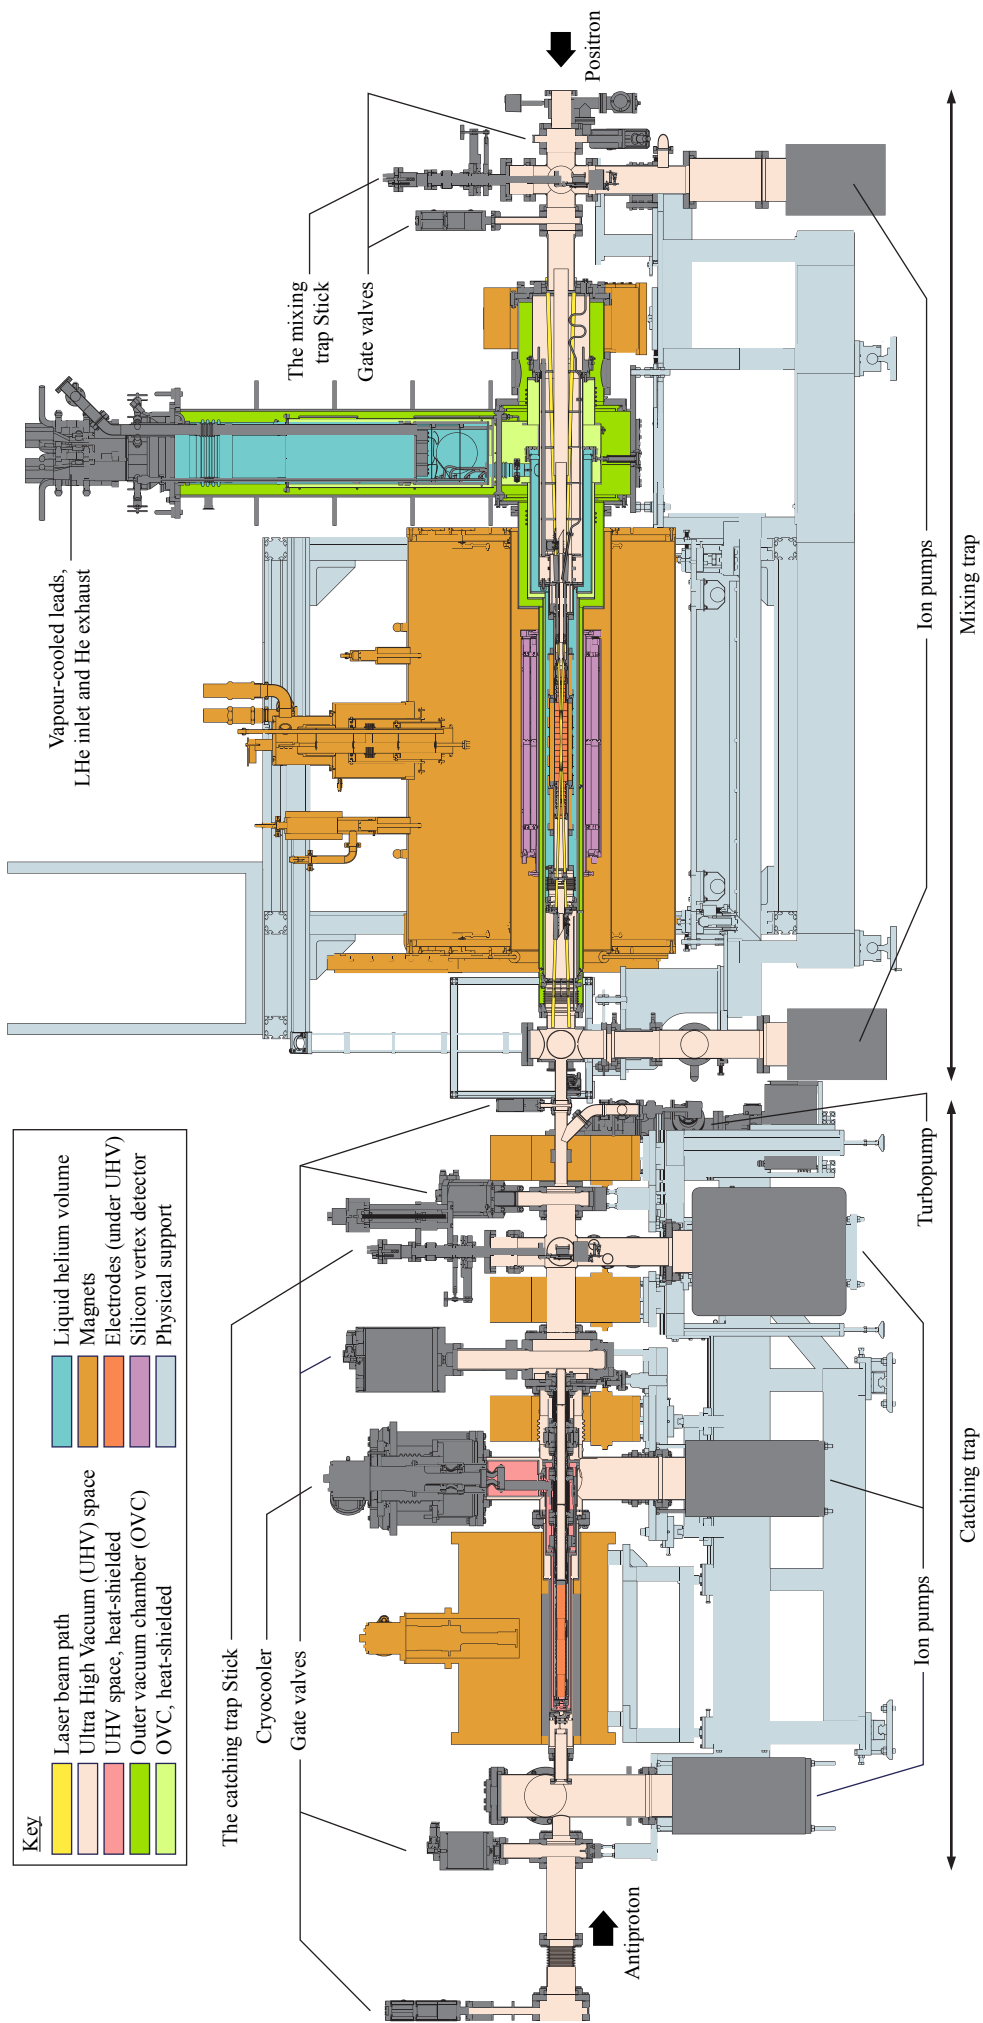 Key
Laser beam path
Ultra High Vacuum (UHV) space
UHV space, heat-shielded
Outer vacuum chamber (OVC)
OVC, heat-shielded
Liquid helium volume
Magnets
Electrodes (under UHV)
Silicon vertex detector
Physical support
Vapour-cooled leads,
LHe inlet and He exhaust
The mixing
trap Stick
Gate valves
Positron
The catching trap Stick
Cryocooler
Gate valves
Antiproton
Ion pumps
Turbopump
Ion pumps
Catching trap
Mixing trap